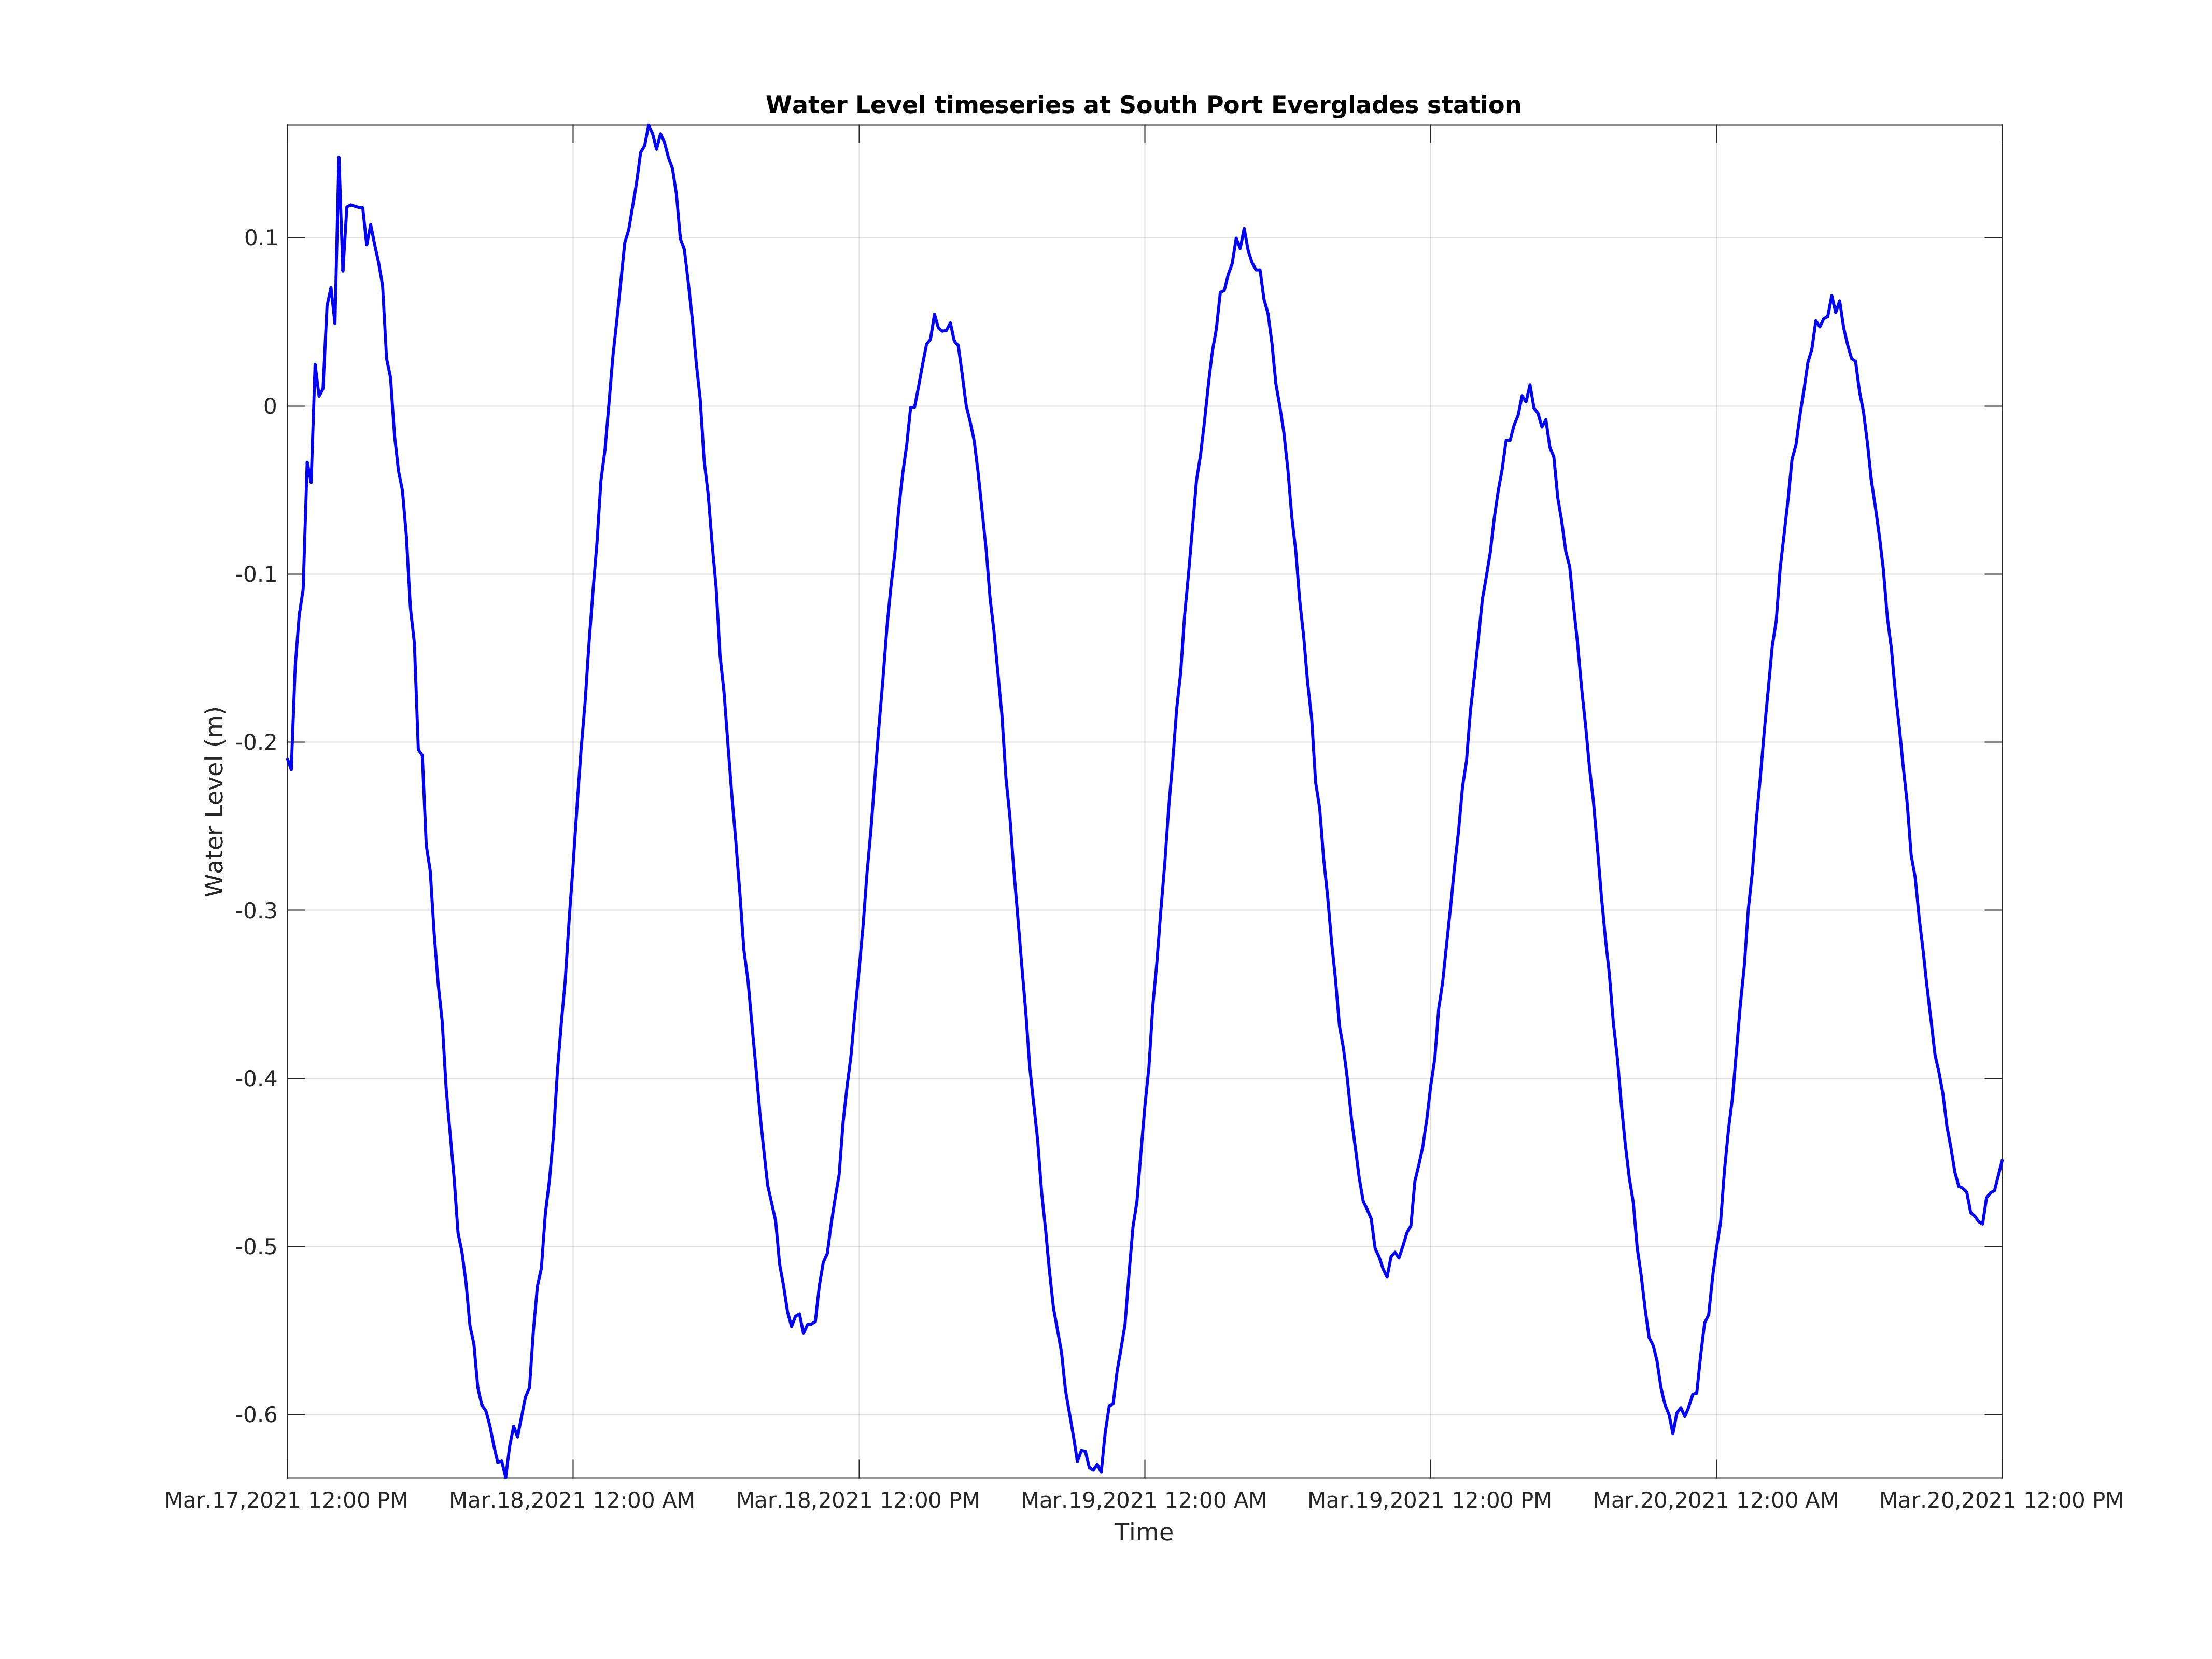 Water Level timeseries at South Port Everglades station
0.1
0
-0.1
-0.2
-0.3
-0.4
-0.5
-0.6
Water Level (m)
Mar.17,2021 12:00 PM
Mar.18,2021 12:00 AM
Mar.18,2021 12:00 PM
Mar.19,2021 12:00 AM
Mar.19,2021 12:00 PM
Mar.20,2021 12:00 AM
Mar.20,2021 12:00 PM
Time